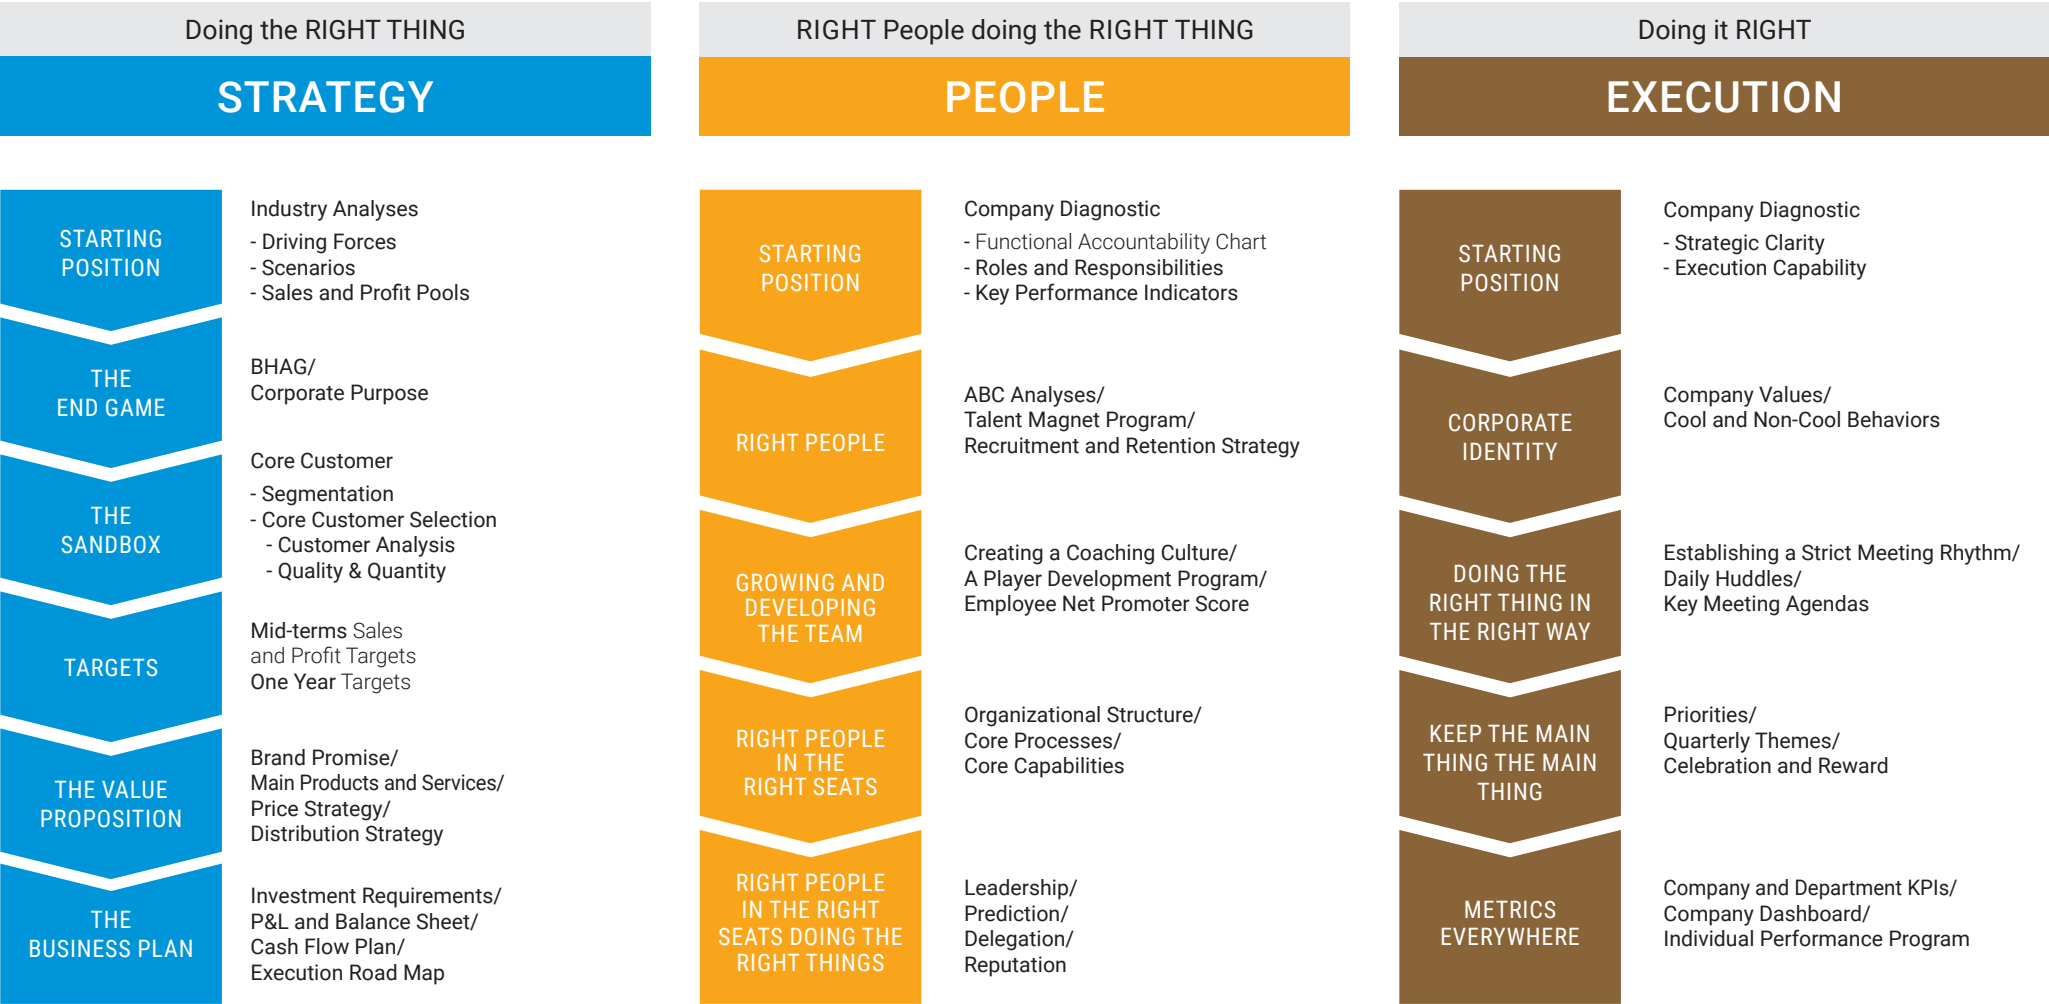 Doing the RIGHT THING
STRATEGY
STARTING
POSITION
Industry Analyses
- Driving Forces
- Scenarios
- Sales and Profit Pools
THE
END GAME
BHAG/
Corporate Purpose
THE
SANDBOX
Core Customer
- Segmentation
- Core Customer Selection
- Customer Analysis
- Quality & Quantity
TARGETS
Mid-terms Sales
and Profit Targets
One Year Targets
THE VALUE
PROPOSITION
Brand Promise/
Main Products and Services/
Price Strategy/
Distribution Strategy
THE
BUSINESS PLAN
Investment Requirements/
P&L and Balance Sheet/
Cash Flow Plan/
Execution Road Map
RIGHT People doing the RIGHT THING
PEOPLE
STARTING
POSITION
Company Diagnostic
- Functional Accountability Chart
- Roles and Responsibilities
- Key Performance Indicators
RIGHT PEOPLE
ABC Analyses/
Talent Magnet Program/
Recruitment and Retention Strategy
GROWING AND
DEVELOPING
THE TEAM
Creating a Coaching Culture/
A Player Development Program/
Employee Net Promoter Score
RIGHT PEOPLE
IN THE
RIGHT SEATS
Organizational Structure/
Core Processes/
Core Capabilities
RIGHT PEOPLE
IN THE RIGHT
SEATS DOING THE
RIGHT THINGS
Leadership/
Prediction/
Delegation/
Reputation
Doing it RIGHT
EXECUTION
STARTING
POSITION
Company Diagnostic
- Strategic Clarity
- Execution Capability
CORPORATE
IDENTITY
Company Values/
Cool and Non-Cool Behaviors
DOING THE
RIGHT THING IN
THE RIGHT WAY
Establishing a Strict Meeting Rhythm/
Daily Huddles/
Key Meeting Agendas
KEEP THE MAIN
THING THE MAIN
THING
Priorities/
Quarterly Themes/
Celebration and Reward
METRICS
EVERYWHERE
Company and Department KPIs/
Company Dashboard/
Individual Performance Program